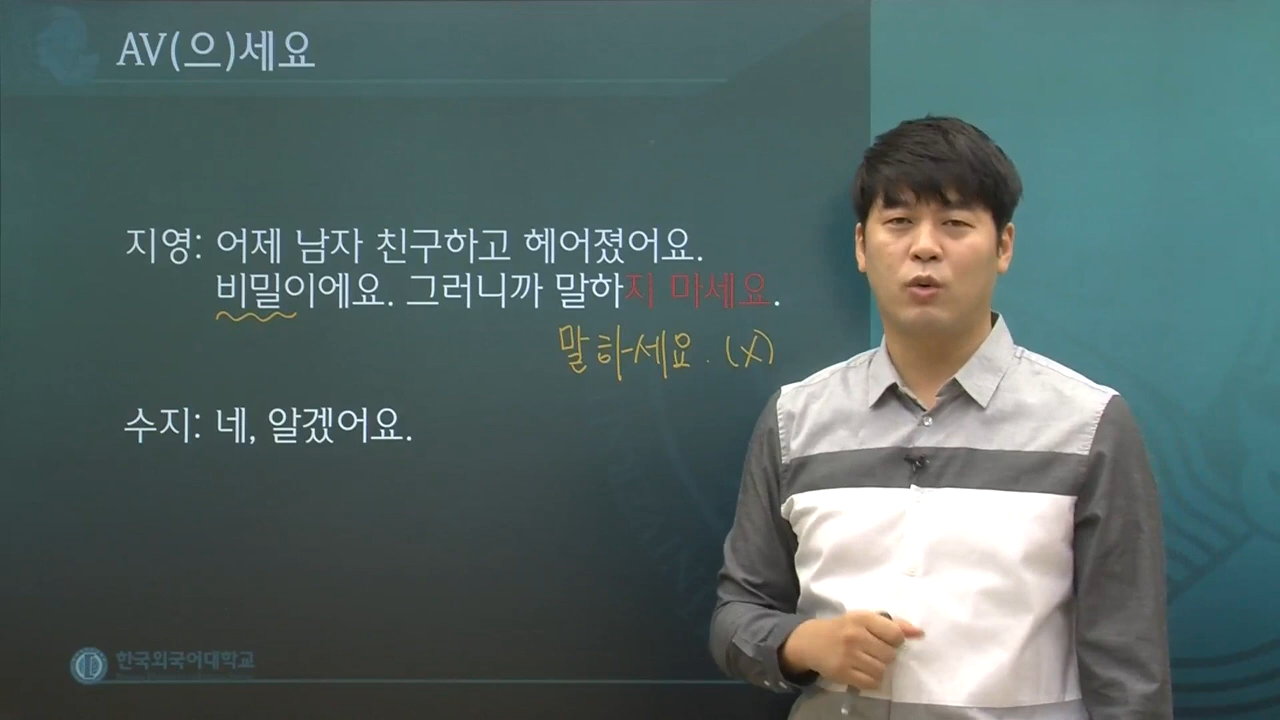 AV(으)세요
지영: 어제 남자 친구하고 헤어졌어요.
비밀이에요. 그러니까 말하지 마세요.
말하세요. (X)
수지: 네, 알겠어요.
한국외국어대학교